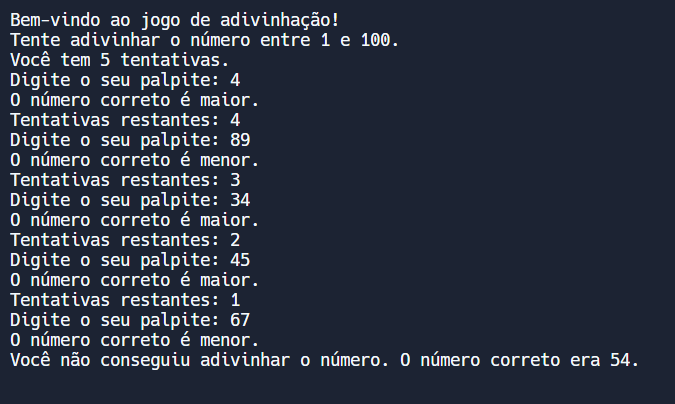 Bem-vindo ao jogo de adivinhação!
Tente adivinhar o número entre 1 e 100.
Você tem 5 tentativas.
Digite o seu palpite: 4
O número correto é maior.
Tentativas restantes: 4
Digite o seu palpite: 89
O número correto é menor.
Tentativas restantes: 3
Digite o seu palpite: 34
O número correto é maior.
Tentativas restantes: 2
Digite o seu palpite: 45
O número correto é maior.
Tentativas restantes: 1
Digite o seu palpite: 67
O número correto é menor.
Você não conseguiu adivinhar o número. O número correto era 54.